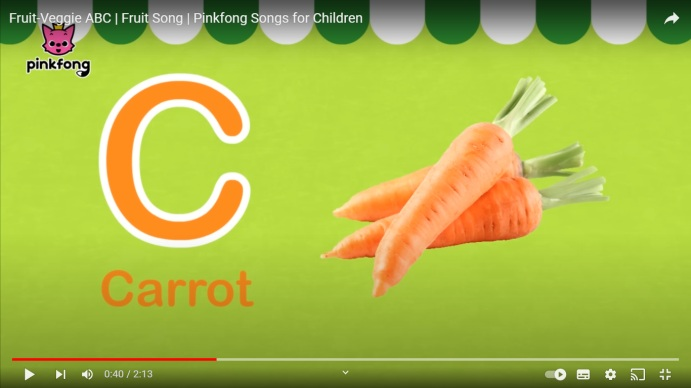 Fruit-Veggie ABC | Fruit Song | Pinkfong Songs for Children
pinkfong
C
Carrot
0:40 / 2:13